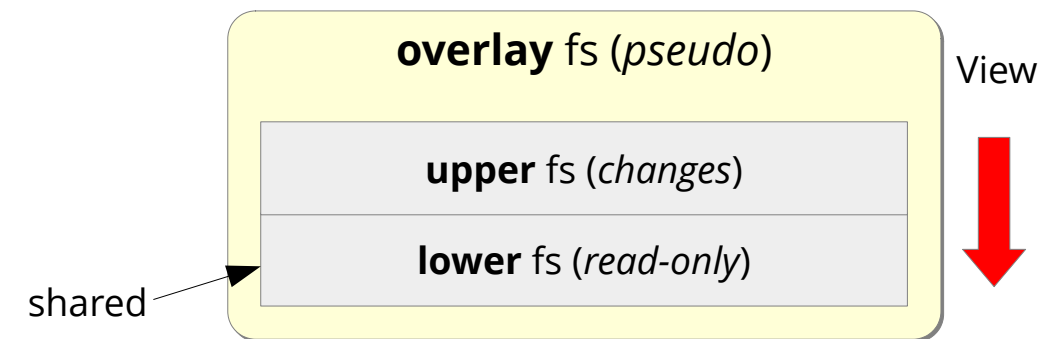 overlay fs (pseudo)
View
upper fs (changes)
lower fs (read-only)
shared